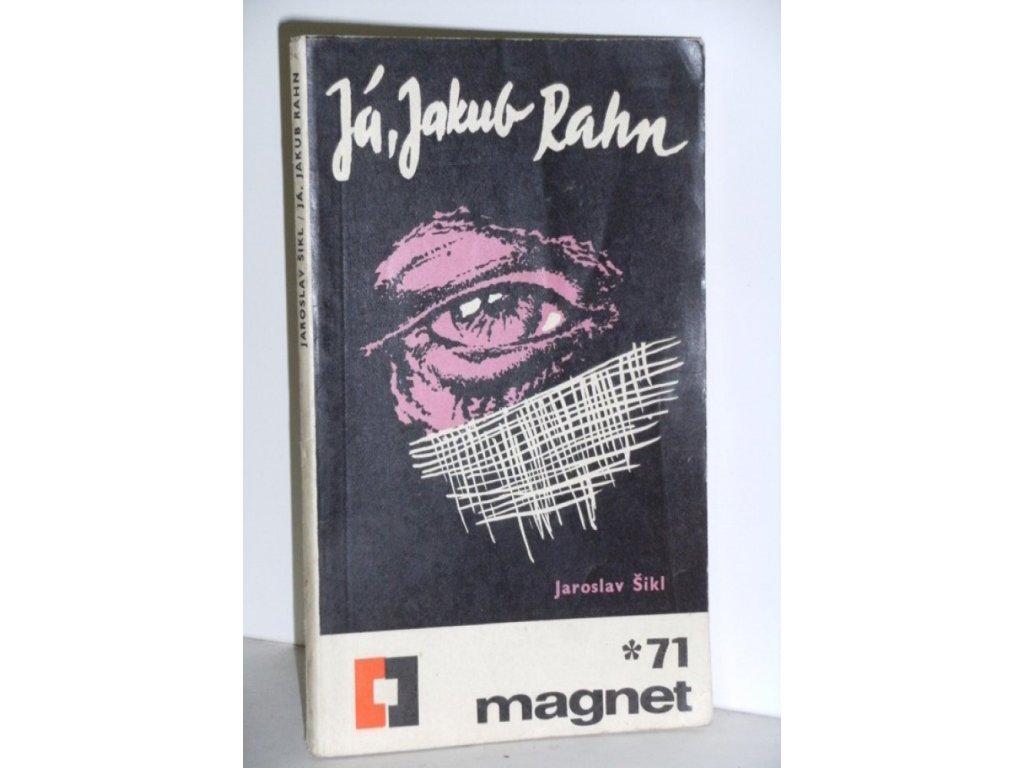 Já, Jakub Rahn
Jaroslav Šikl
*71
magnet
JAROSLAV ŠIKL / JÁ, JAKUB RAHN